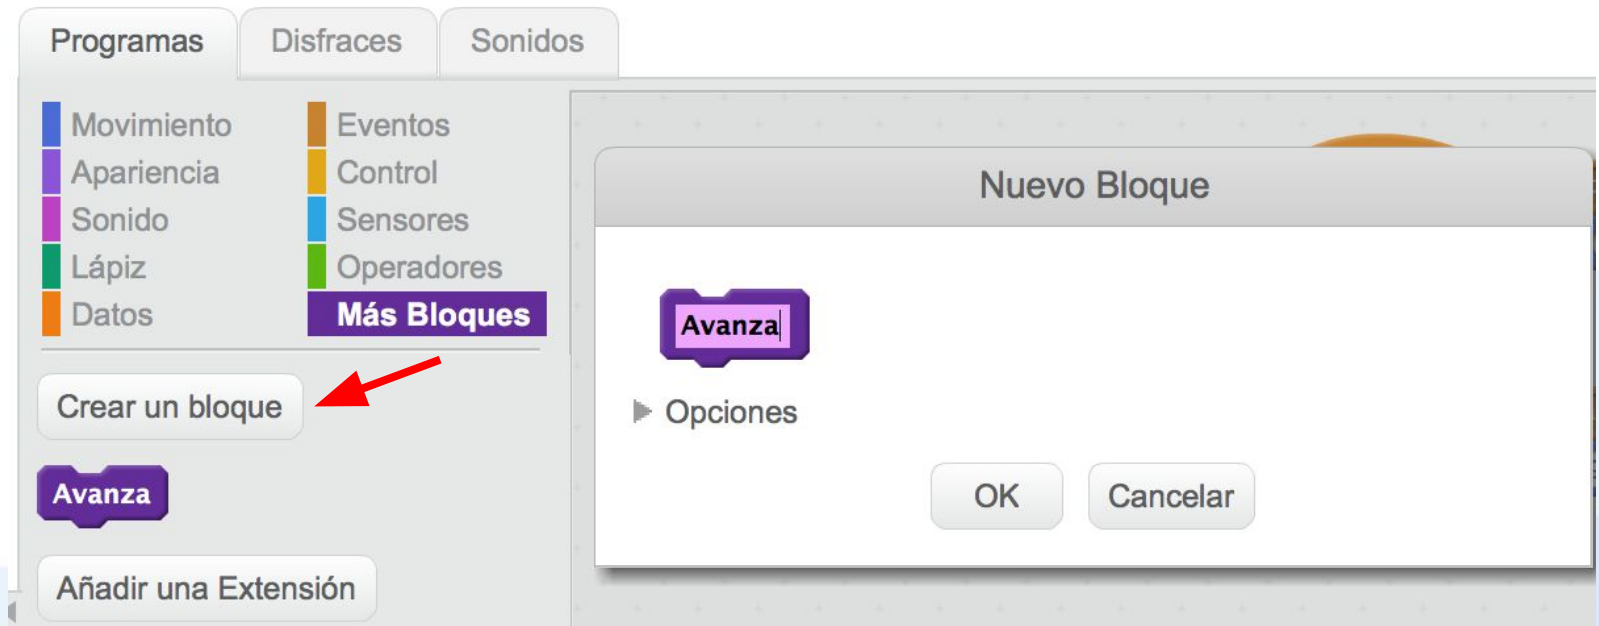 Programas
Disfraces
Sonidos
Movimiento
Eventos
Apariencia
Control
Sonido
Sensores
Lápiz
Operadores
Datos
Más Bloques
Crear un bloque
Avanza
Añadir una Extensión
Nuevo Bloque
Avanza
Opciones
OK
Cancelar